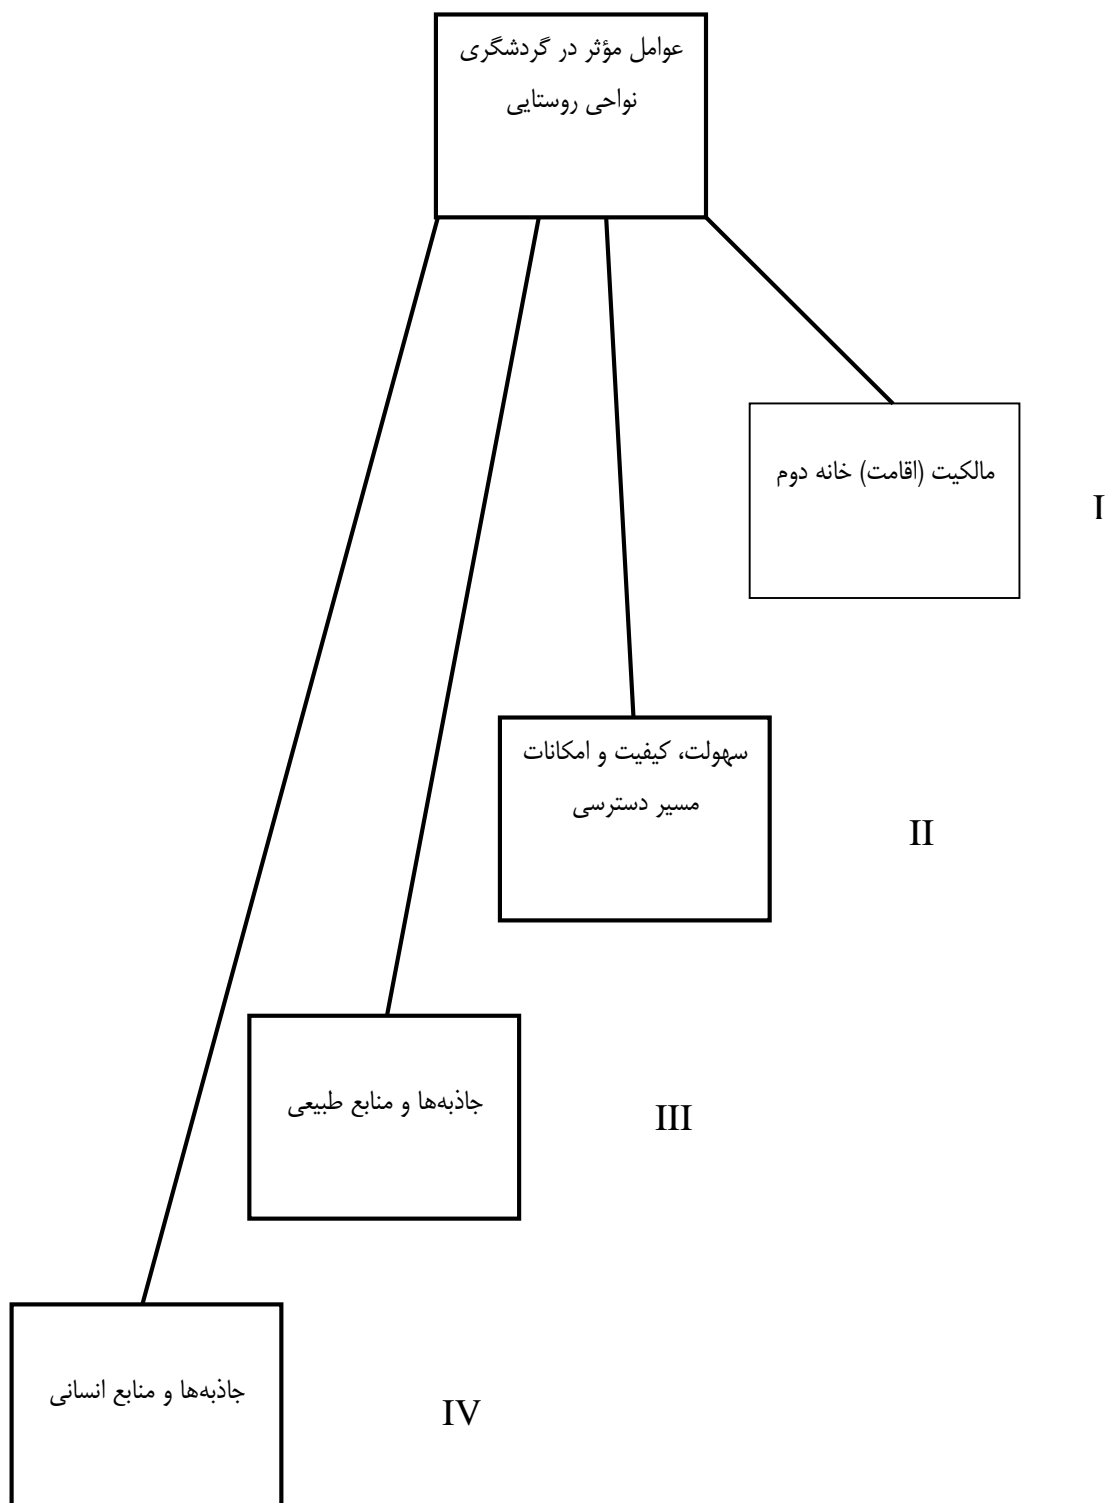 عوامل مؤثر در گردشگری
نواحی روستایی
مالکیت (اقامت) خانه دوم
I
سهولت، کیفیت و امکانات
مسیر دسترسی
II
جاذبه‌ها و منابع طبیعی
III
جاذبه‌ها و منابع انسانی
IV